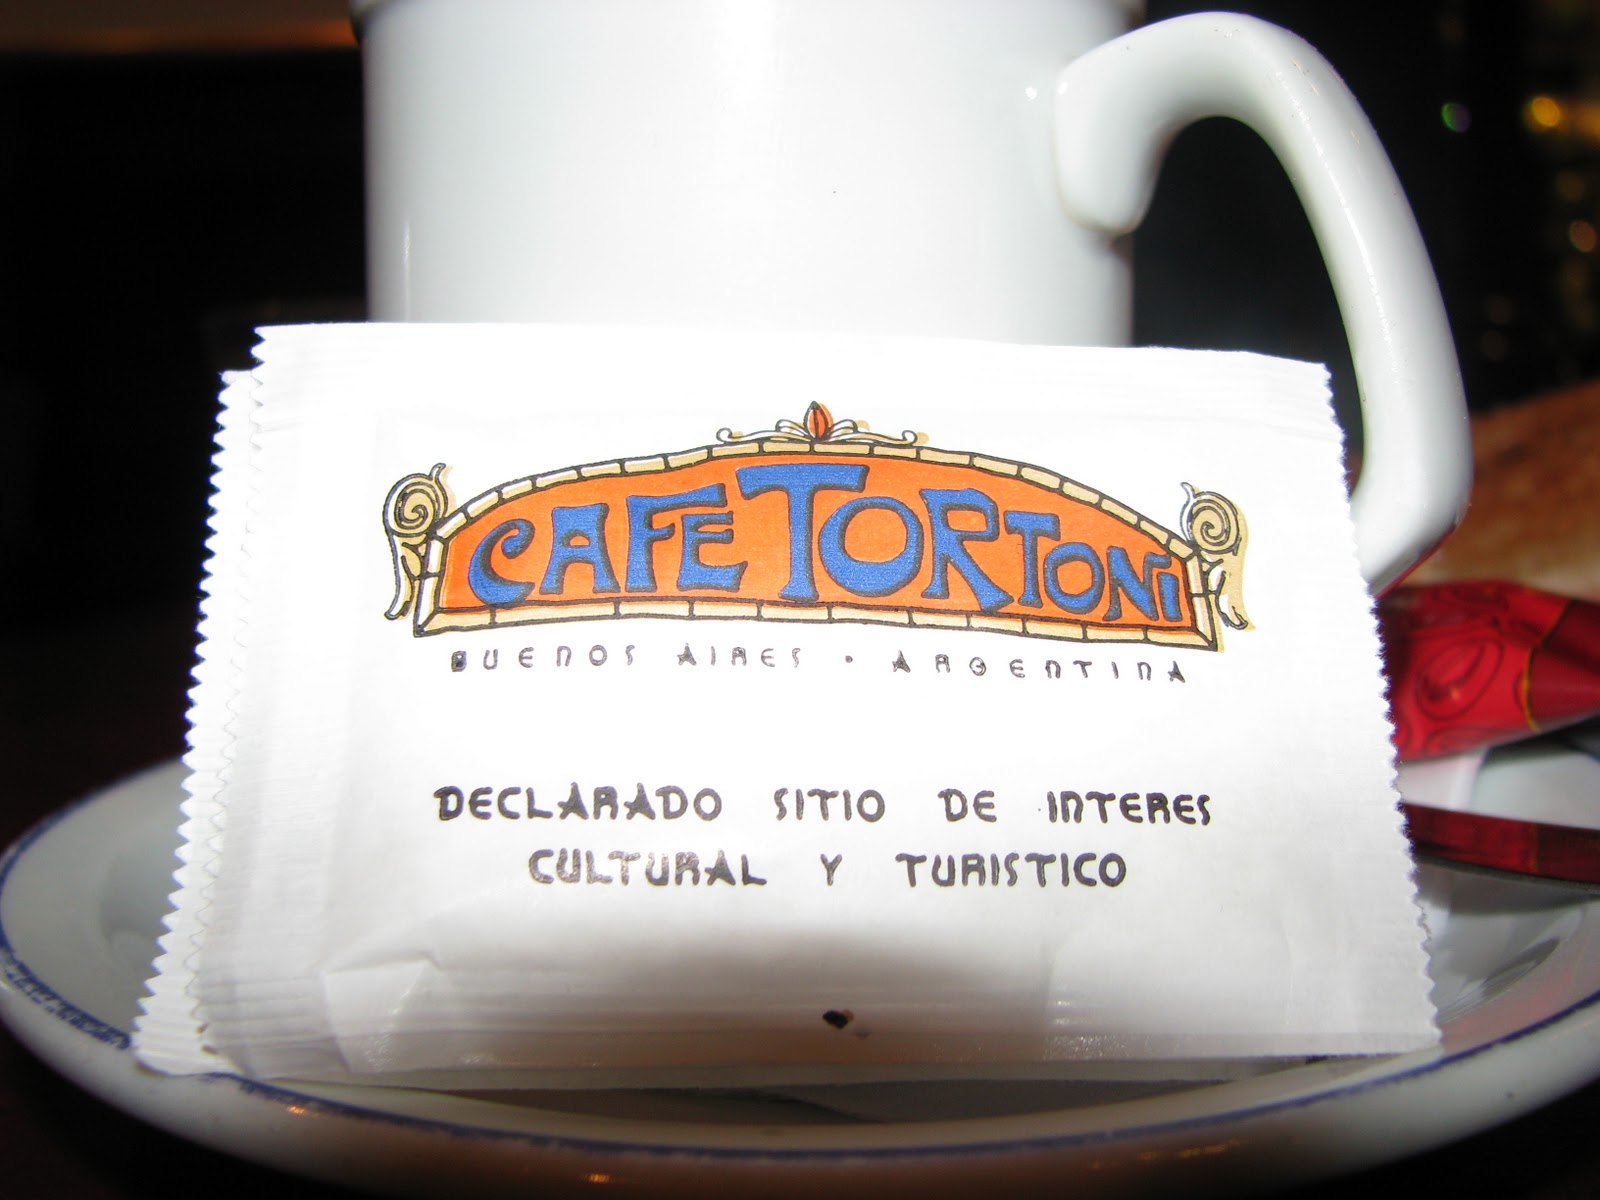 CAFE TORTONI
BUENOS AIRES · ARGENTINA
DECLARADO SITIO DE INTERES
CULTURAL Y TURISTICO